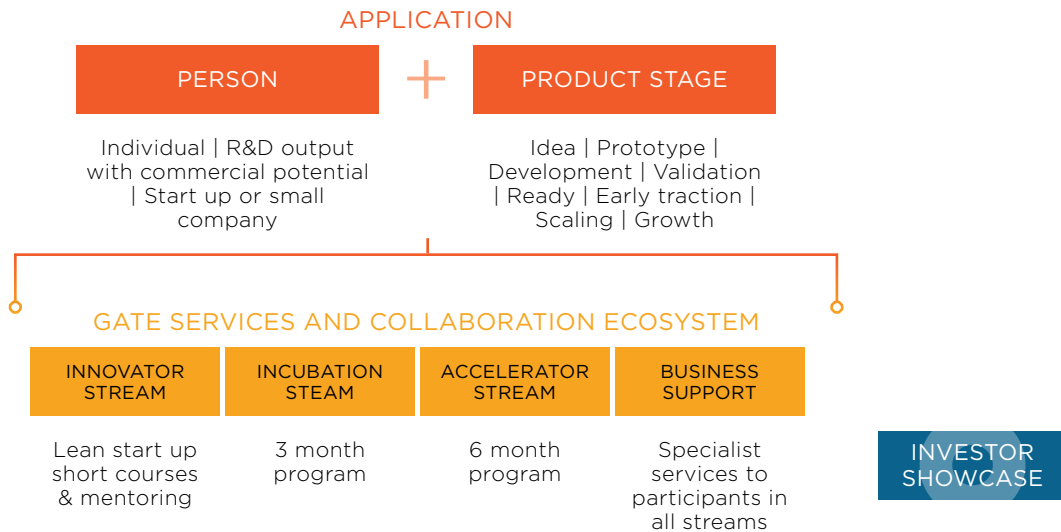 APPLICATION
PERSON
+
PRODUCT STAGE
Individual | R&D output
with commercial potential
| Start up or small
company
Idea | Prototype |
Development | Validation
| Ready | Early traction |
Scaling | Growth
GATE SERVICES AND COLLABORATION ECOSYSTEM
INNOVATOR
STREAM
Lean start up
short courses
& mentoring
INCUBATION
STEAM
3 month
program
ACCELERATOR
STREAM
6 month
program
BUSINESS
SUPPORT
Specialist
services to
participants in
all streams
INVESTOR
SHOWCASE